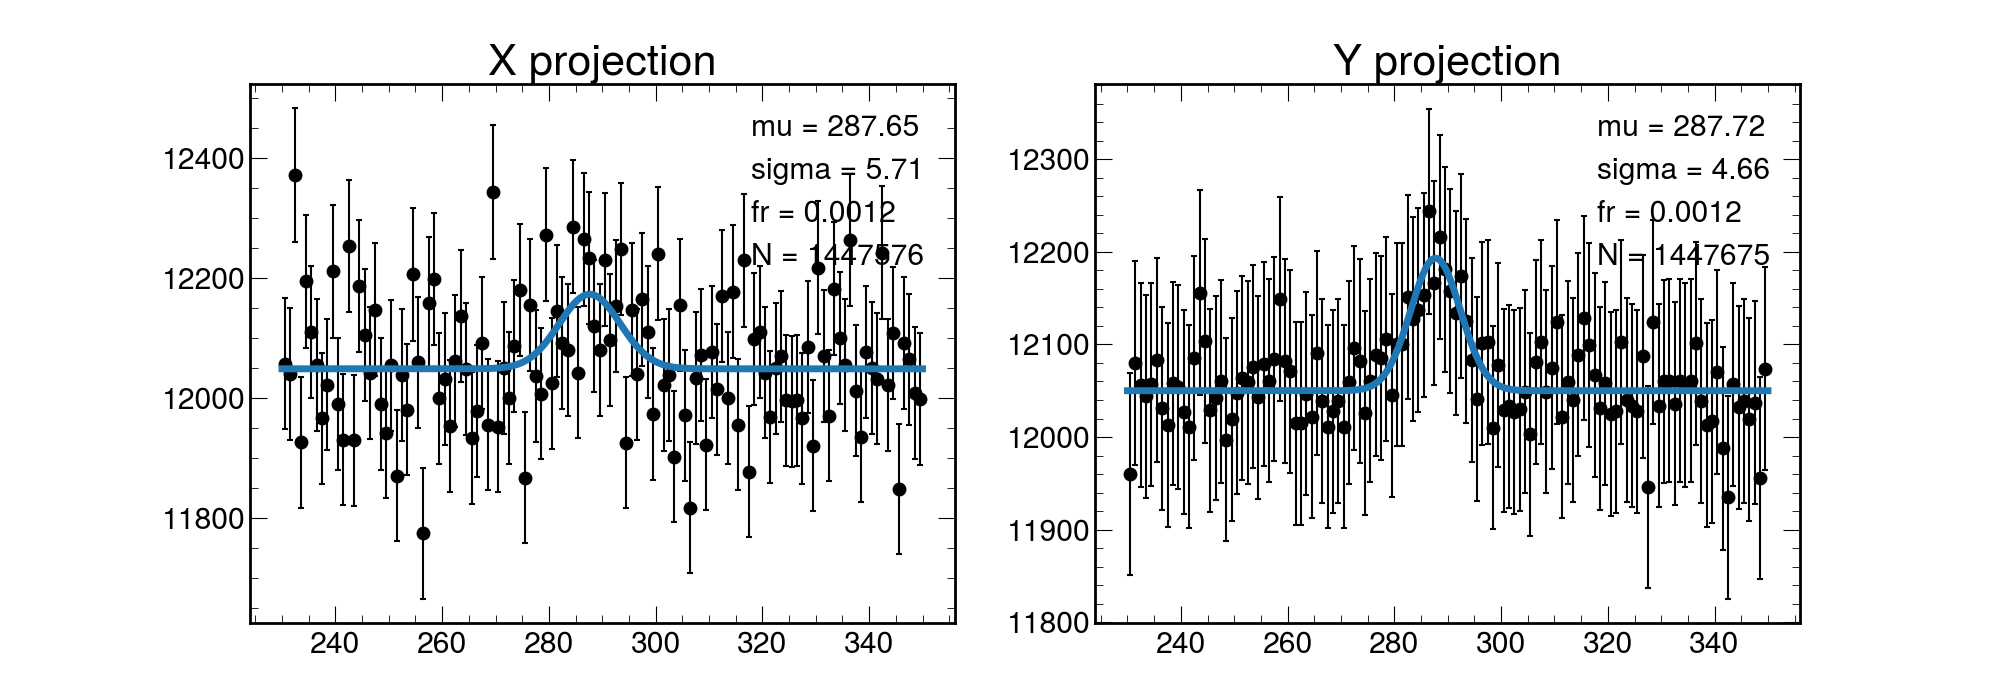 X projection
mu = 287.65
sigma = 5.71
fr = 0.0012
N = 1447576
12400
12200
12000
11800
240 260 280 300 320 340
Y projection
mu = 287.72
sigma = 4.66
fr = 0.0012
N = 1447675
12300
12200
12100
12000
11900
11800
240 260 280 300 320 340